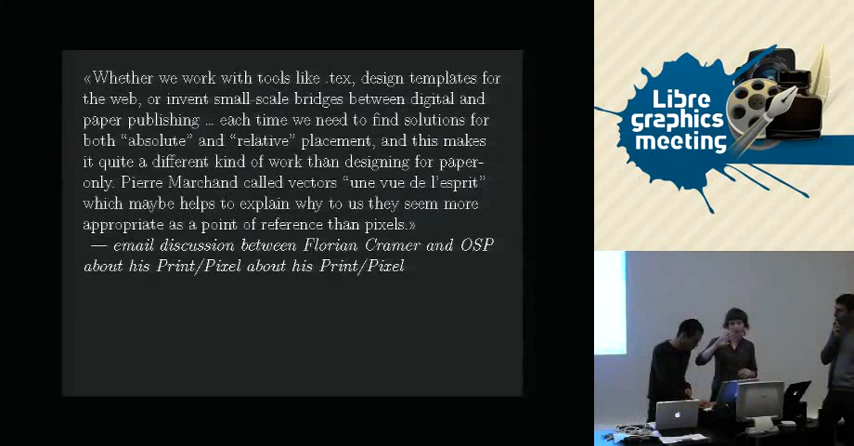 «Whether we work with tools like .tex, design templates for
the web, or invent small-scale bridges between digital and
paper publishing ... each time we need to find solutions for
both “absolute” and “relative” placement, and this makes
it quite a different kind of work than designing for paper-
only. Pierre Marchand called vectors “une vue de l'esprit”
which maybe helps to explain why to us they seem more
appropriate as a point of reference than pixels.»
— email discussion between Florian Cramer and OSP
about his Print/Pixel about his Print/Pixel
Libre
graphics
meeting